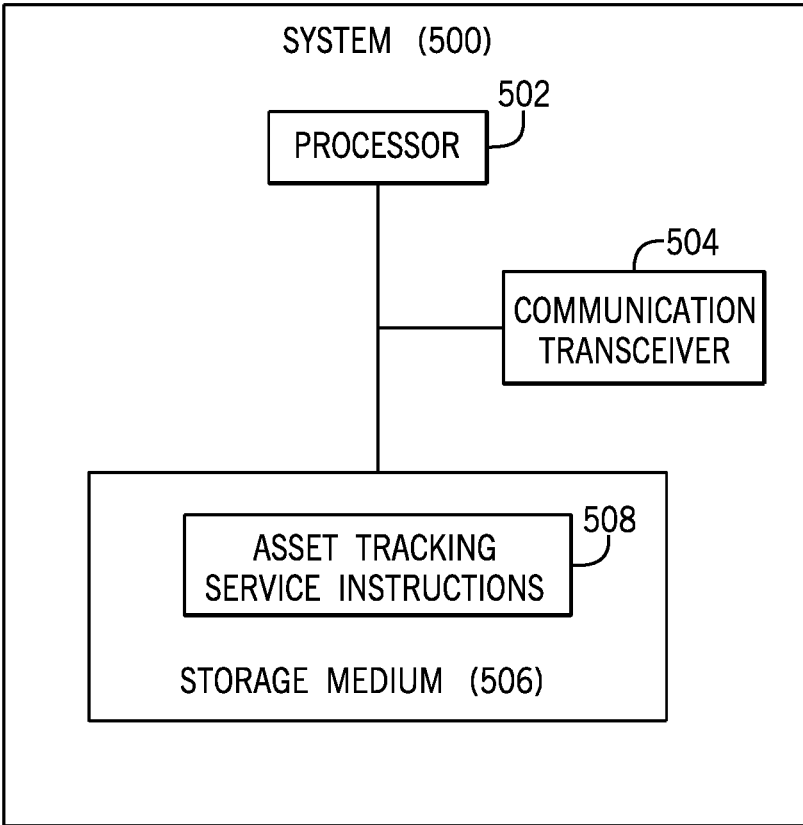 SYSTEM (500)
502
PROCESSOR
504
COMMUNICATION
TRANSCEIVER
508
ASSET TRACKING
SERVICE INSTRUCTIONS
STORAGE MEDIUM (506)